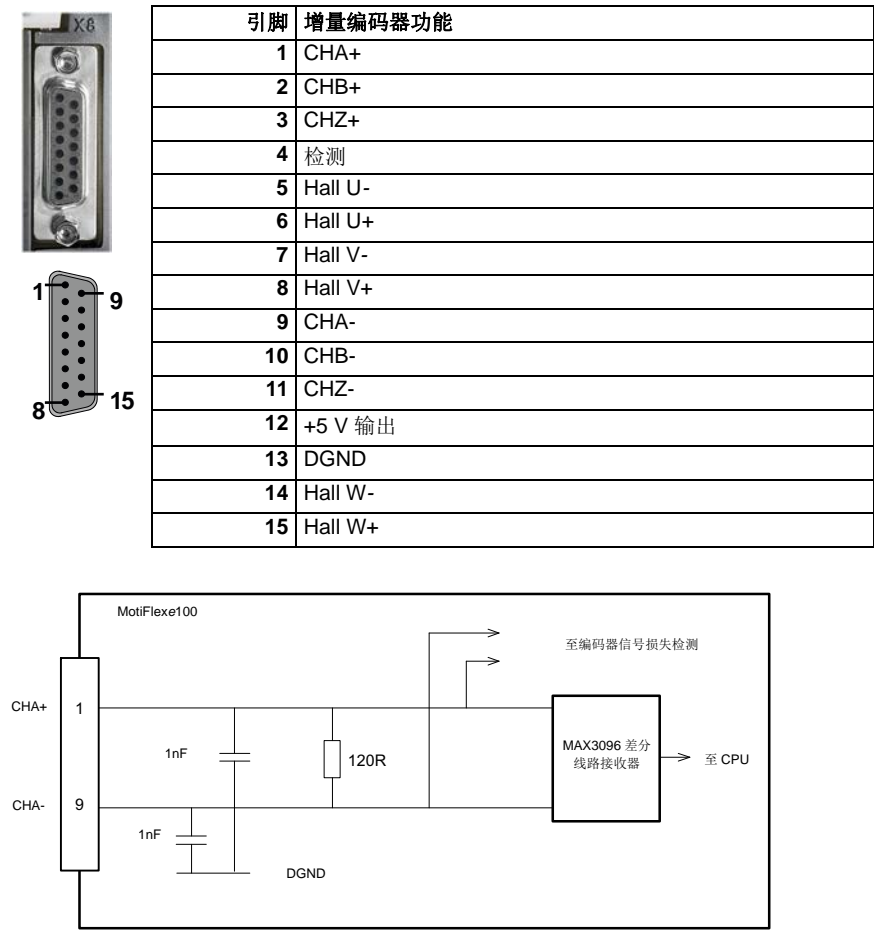 X8
引脚 增量编码器功能
1 CHA+
2 CHB+
3 CHZ+
4 检测
5 Hall U-
6 Hall U+
7 Hall V-
8 Hall V+
9 CHA-
10 CHB-
11 CHZ-
12 +5 V 输出
13 DGND
14 Hall W-
15 Hall W+
1
9
8
15
MotiFlexe100
至编码器信号损失检测
CHA+ 1
1nF
120R
MAX3096 差分
线路接收器
至 CPU
CHA- 9
1nF
DGND